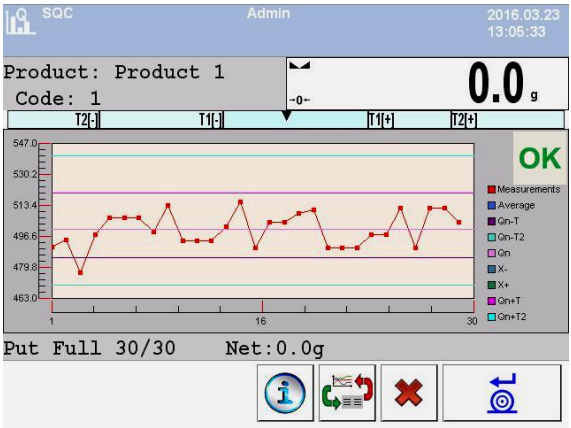 SQC Admin 2016.03.23
13:05:33
Product: Product 1
Code: 1
0.0 g
→0←
T2[-] T1[-] T1[+] T2[+]
OK
547.0
530.2
513.4
496.6
479.8
463.0
1 16 30
Measurements
Average
Qn-T
Qn-T2
Qn
X-
X+
Qn+T
Qn+T2
Put Full 30/30 Net:0.0g